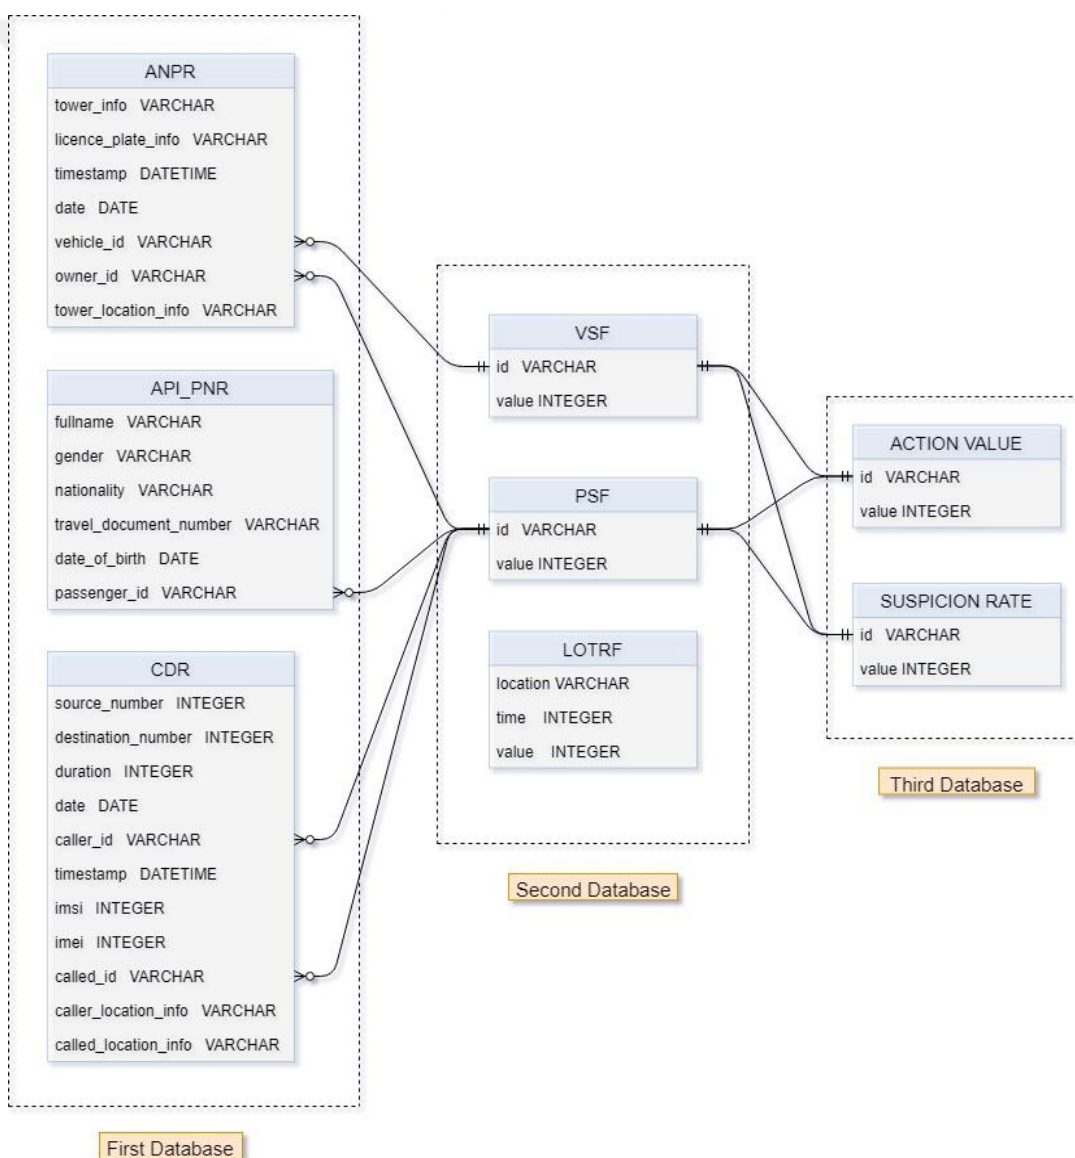 ANPR
tower_info VARCHAR
licence_plate_info VARCHAR
timestamp DATETIME
date DATE
vehicle_id VARCHAR
owner_id VARCHAR
tower_location_info VARCHAR
API_PNR
fullname VARCHAR
gender VARCHAR
nationality VARCHAR
travel_document_number VARCHAR
date_of_birth DATE
passenger_id VARCHAR
CDR
source_number INTEGER
destination_number INTEGER
duration INTEGER
date DATE
caller_id VARCHAR
timestamp DATETIME
imsi INTEGER
imei INTEGER
called_id VARCHAR
caller_location_info VARCHAR
called_location_info VARCHAR
First Database
VSF
id VARCHAR
value INTEGER
PSF
id VARCHAR
value INTEGER
LOTRF
location VARCHAR
time INTEGER
value INTEGER
Second Database
ACTION VALUE
id VARCHAR
value INTEGER
SUSPICION RATE
id VARCHAR
value INTEGER
Third Database